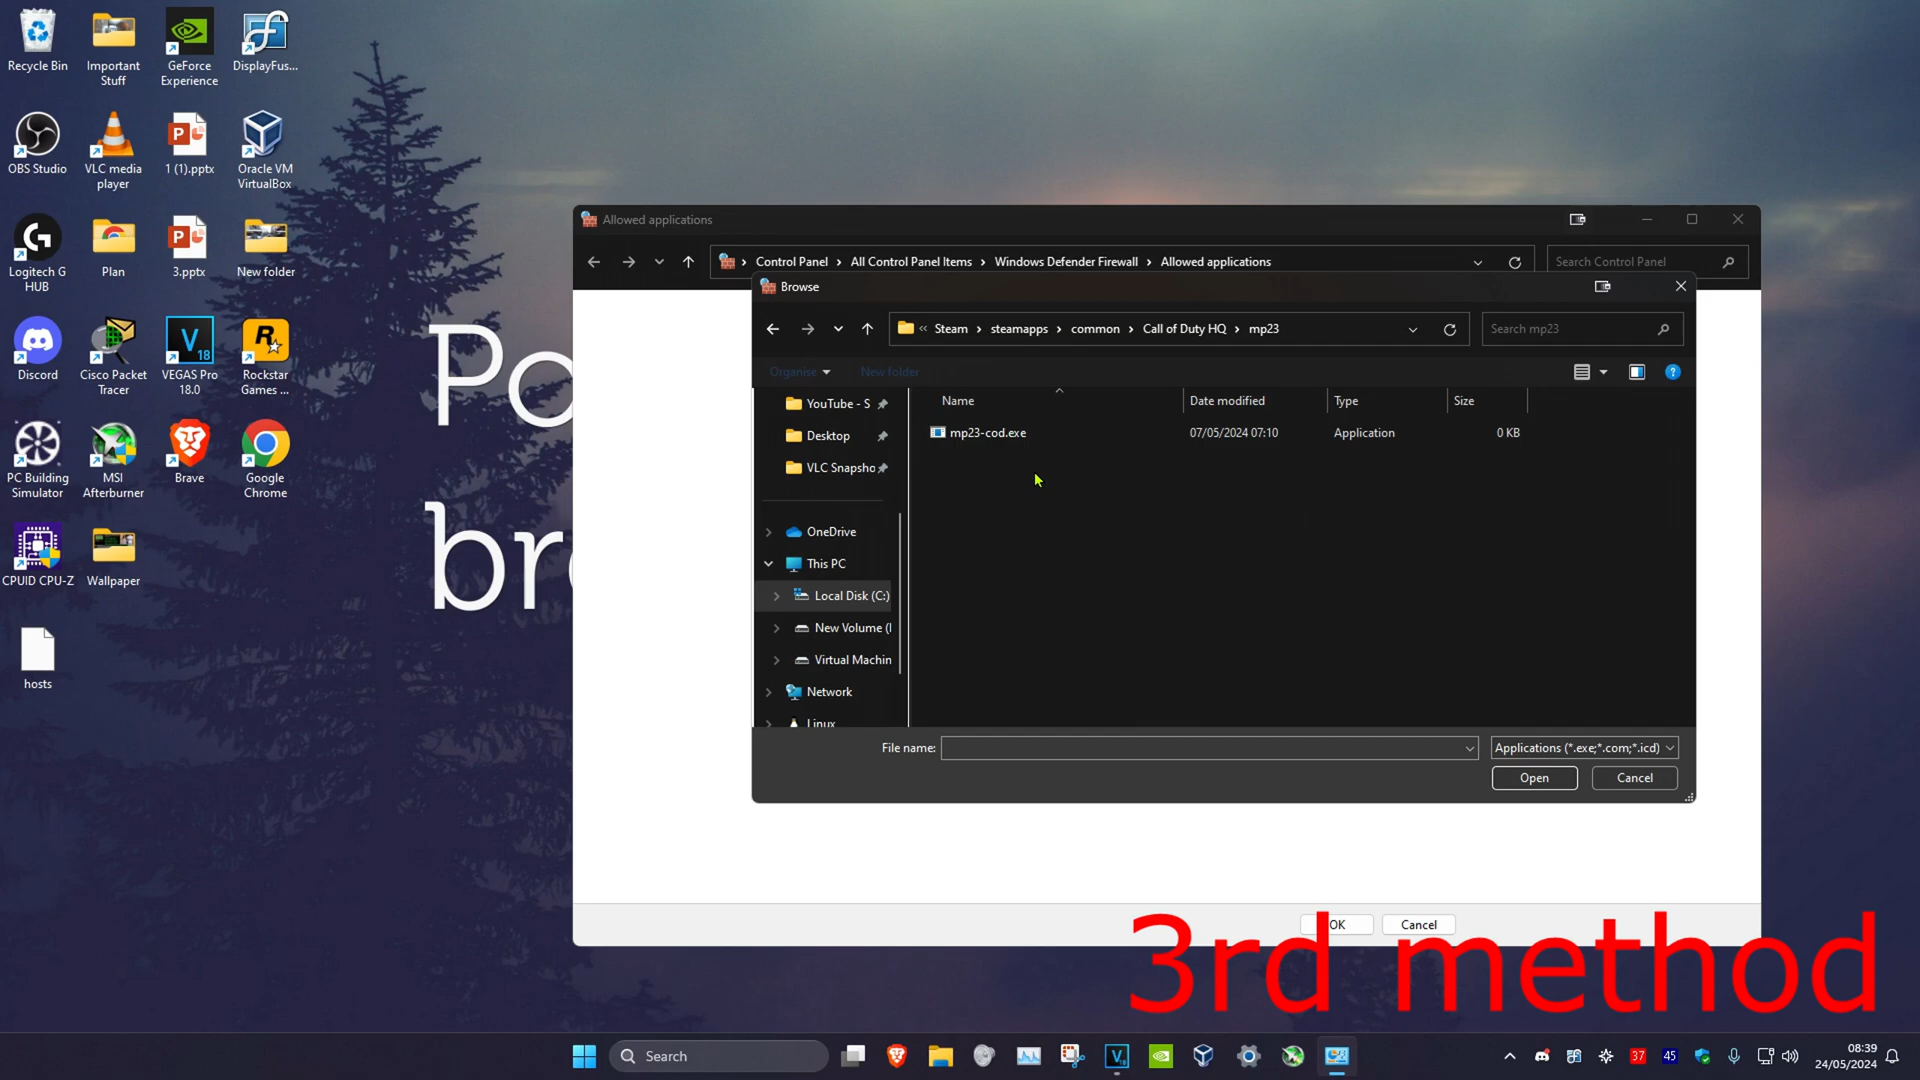 Recycle Bin
Important Stuff
GeForce Experience
DisplayFus...
OBS Studio
VLC media player
1 (1).pptx
Oracle VM VirtualBox
Logitech G HUB
Plan
3.pptx
New folder
Discord
Cisco Packet Tracer
VEGAS Pro 18.0
Rockstar Games ...
PC Building Simulator
MSI Afterburner
Brave
Google Chrome
CPUID CPU-Z
Wallpaper
hosts
Po
br
Allowed applications
Control Panel > All Control Panel Items > Windows Defender Firewall > Allowed applications
Search Control Panel
Browse
« Steam > steamapps > common > Call of Duty HQ > mp23
Search mp23
Organise
New folder
Name Date modified Type Size
mp23-cod.exe 07/05/2024 07:10 Application 0 KB
YouTube - S
Desktop
VLC Snapsho
OneDrive
This PC
Local Disk (C:)
New Volume (
Virtual Machin
Network
Linux
File name:
Applications (*.exe;*.com;*.icd)
Open
Cancel
OK
Cancel
3rd method
Search
37
45
08:39
24/05/2024